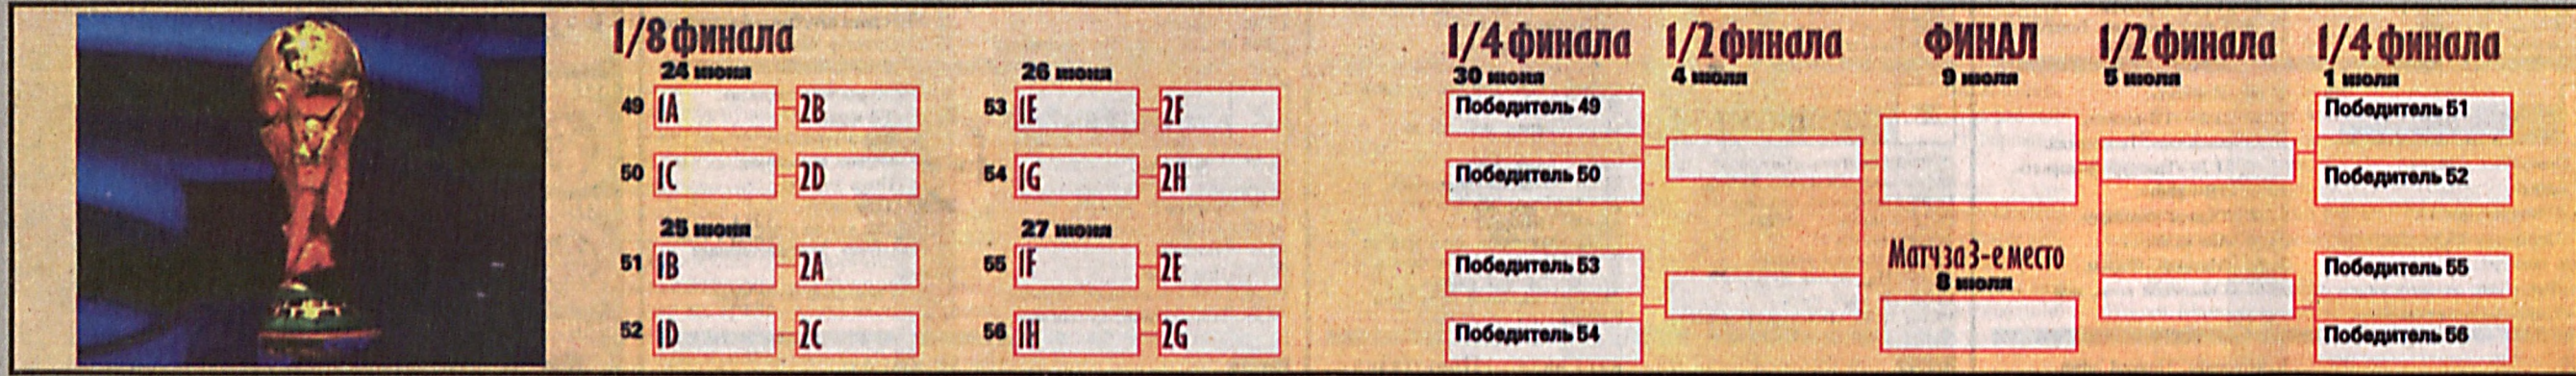 1/8 финала
24 июня
49 1A 2B
50 1C 2D
25 июня
51 1B 2A
52 1D 2C
26 июня
53 1E 2F
54 1G 2H
27 июня
55 1F 2E
56 1H 2G
1/4 финала
30 июня
Победитель 49
Победитель 50
Победитель 53
Победитель 54
1/2 финала
4 июля
ФИНАЛ
9 июля
Матч за 3-е место
8 июля
1/2 финала
5 июля
1/4 финала
1 июля
Победитель 51
Победитель 52
Победитель 55
Победитель 56